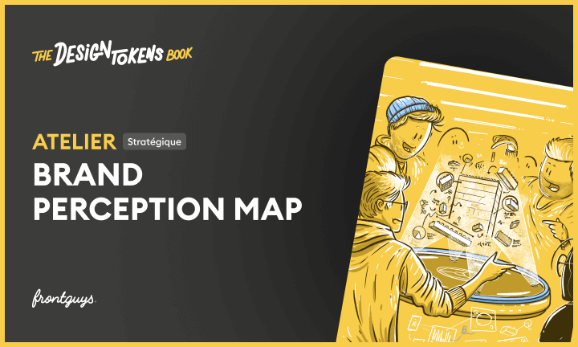 THE DESIGN TOKENS BOOK
ATELIER Stratégique
BRAND
PERCEPTION MAP
frontguys